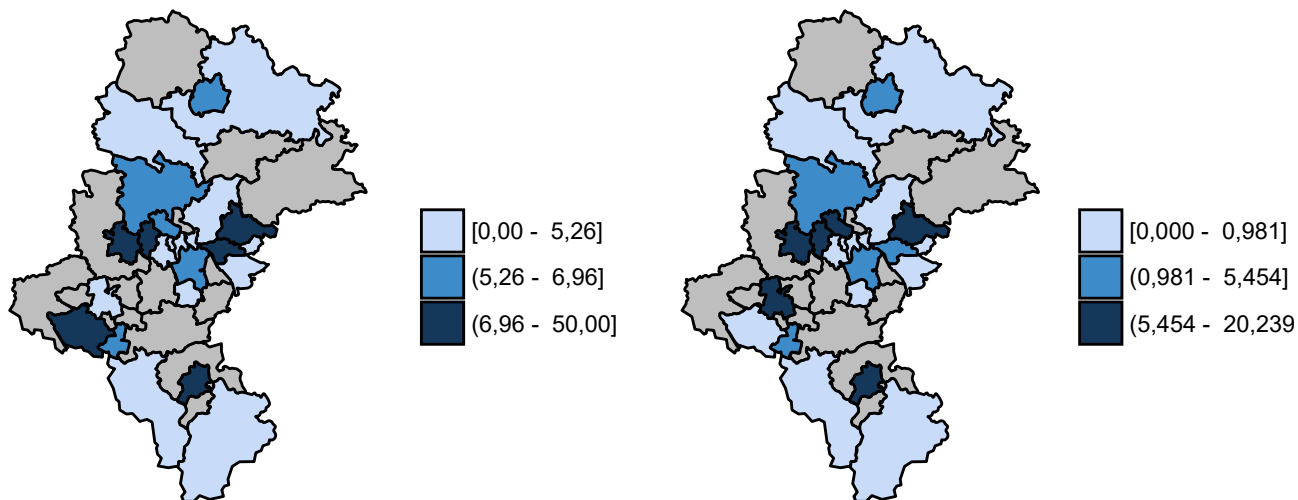 [0,00 - 5,26]
(5,26 - 6,96]
(6,96 - 50,00]
[0,000 - 0,981]
(0,981 - 5,454]
(5,454 - 20,239